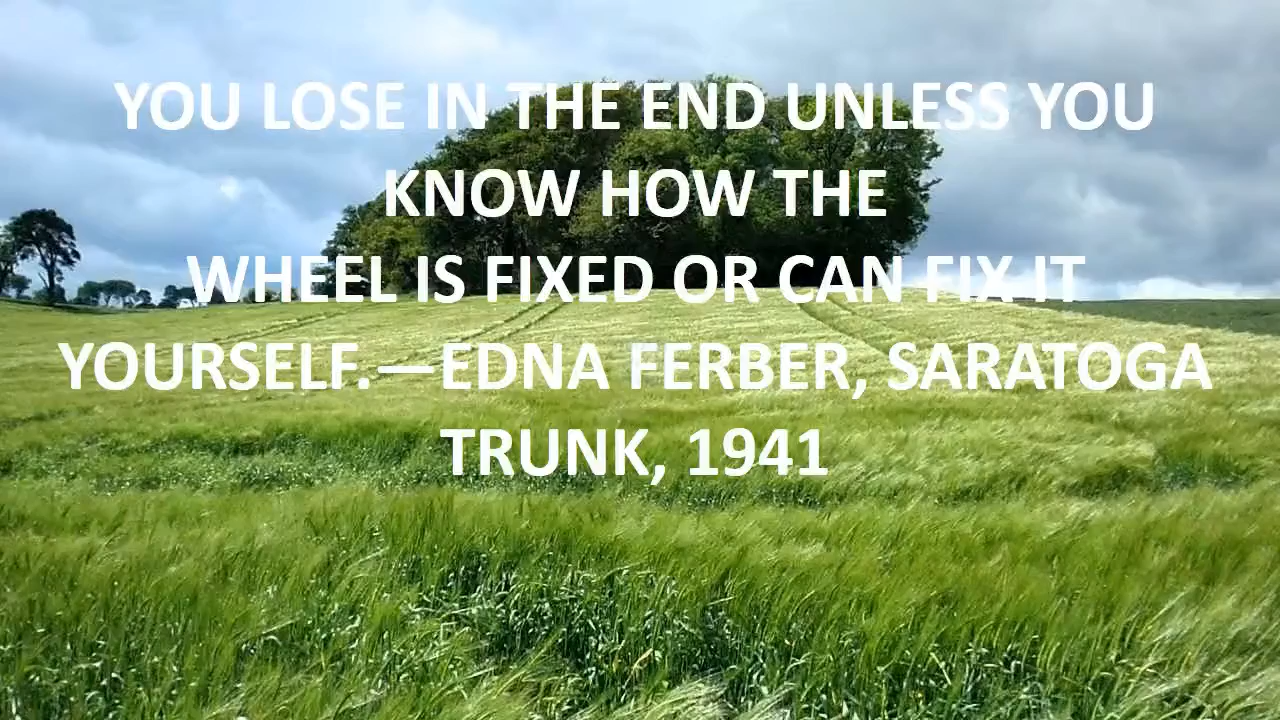 YOU LOSE IN THE END UNLESS YOU
KNOW HOW THE
WHEEL IS FIXED OR CAN FIX IT
YOURSELF.—EDNA FERBER, SARATOGA
TRUNK, 1941